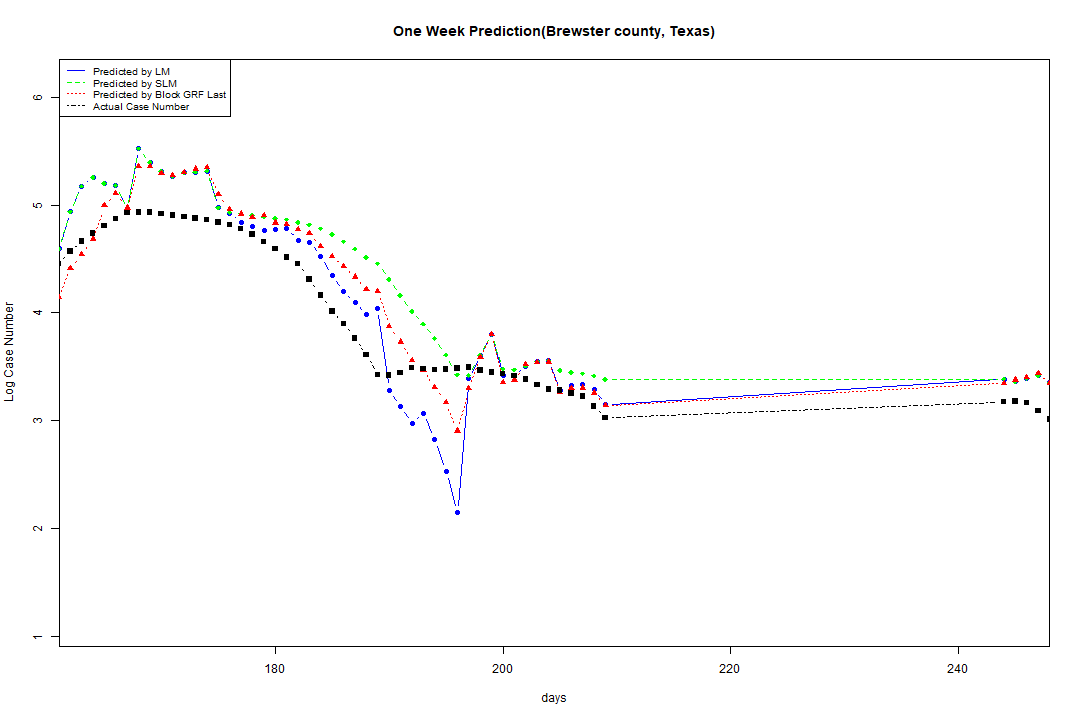 One Week Prediction(Brewster county, Texas)
Predicted by LM
Predicted by SLM
Predicted by Block GRF Last
Actual Case Number
6
5
4
3
2
1
Log Case Number
180 200 220 240
days